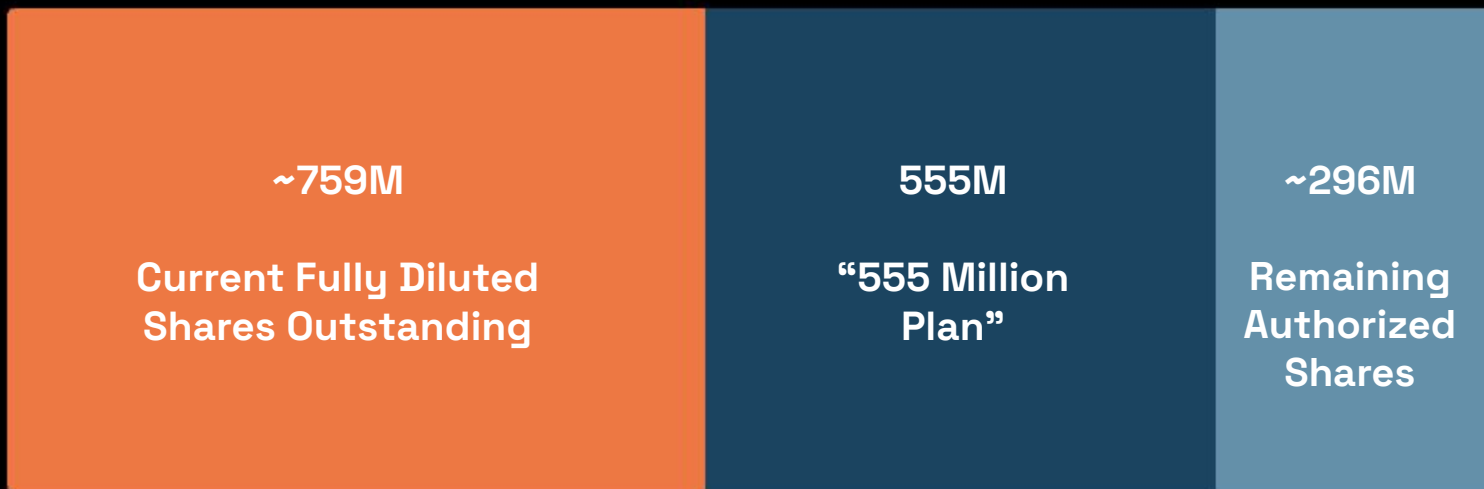 ~759M
Current Fully Diluted
Shares Outstanding
555M
“555 Million
Plan”
~296M
Remaining
Authorized
Shares